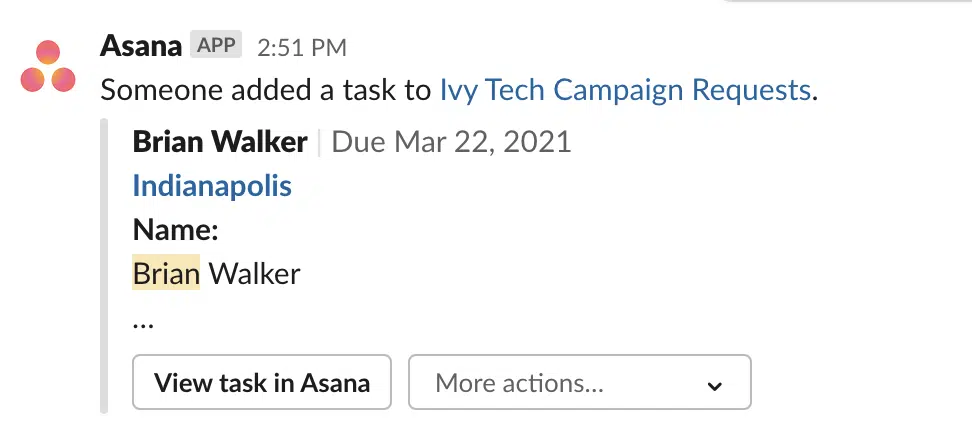 Asana APP 2:51 PM
Someone added a task to Ivy Tech Campaign Requests.
Brian Walker | Due Mar 22, 2021
Indianapolis
Name:
Brian Walker
...
View task in Asana More actions...